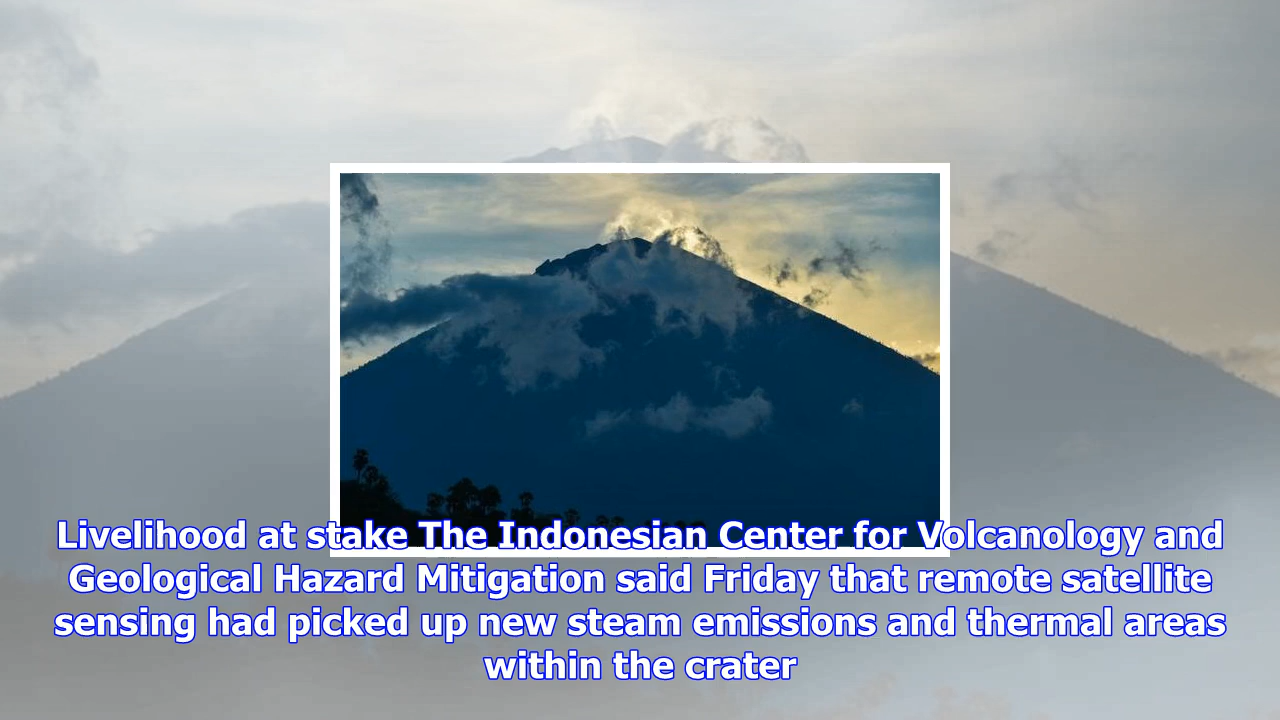 Livelihood at stake The Indonesian Center for Volcanology and
Geological Hazard Mitigation said Friday that remote satellite
sensing had picked up new steam emissions and thermal areas
within the crater